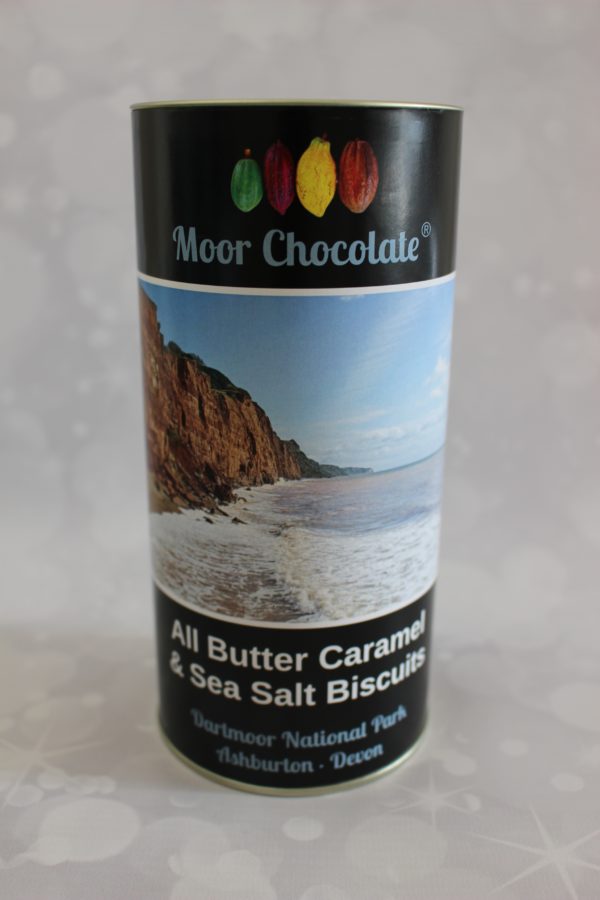 Moor Chocolate®
All Butter Caramel
& Sea Salt Biscuits
Dartmoor National Park
Ashburton · Devon